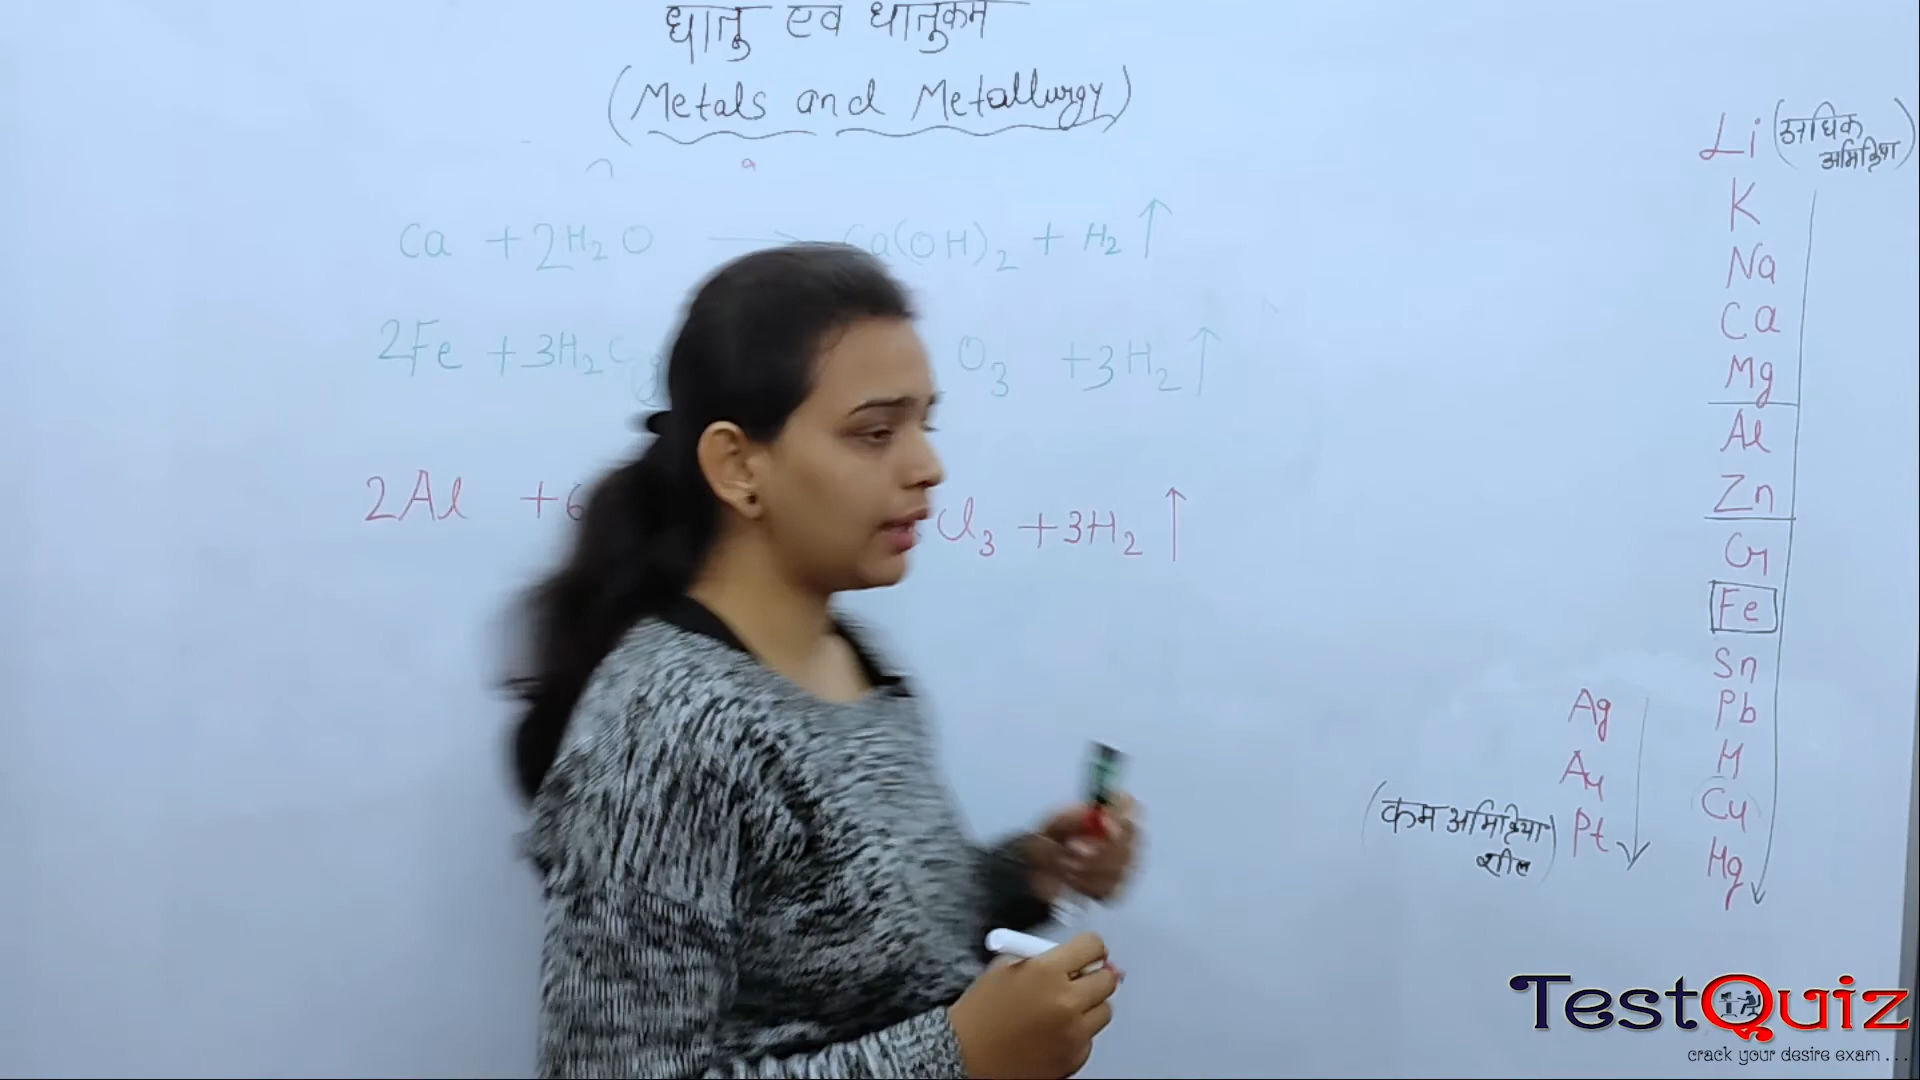 धातु एवं धातुकम
(Metals and Metallurgy)
Ca + 2H₂O → Ca(OH)₂ + H₂↑
2Fe + 3H₂O O₃ + 3H₂↑
2Al + 6 Cl₃ + 3H₂↑
Li (अधिक अभिक्रिया)
K
Na
Ca
Mg
Al
Zn
Cr
Fe
Sn
Pb
H
Cu
Hg
Ag
Au
Pt
(कम अभिक्रिया
शील)
TestQuiz
crack your desire exam . . .